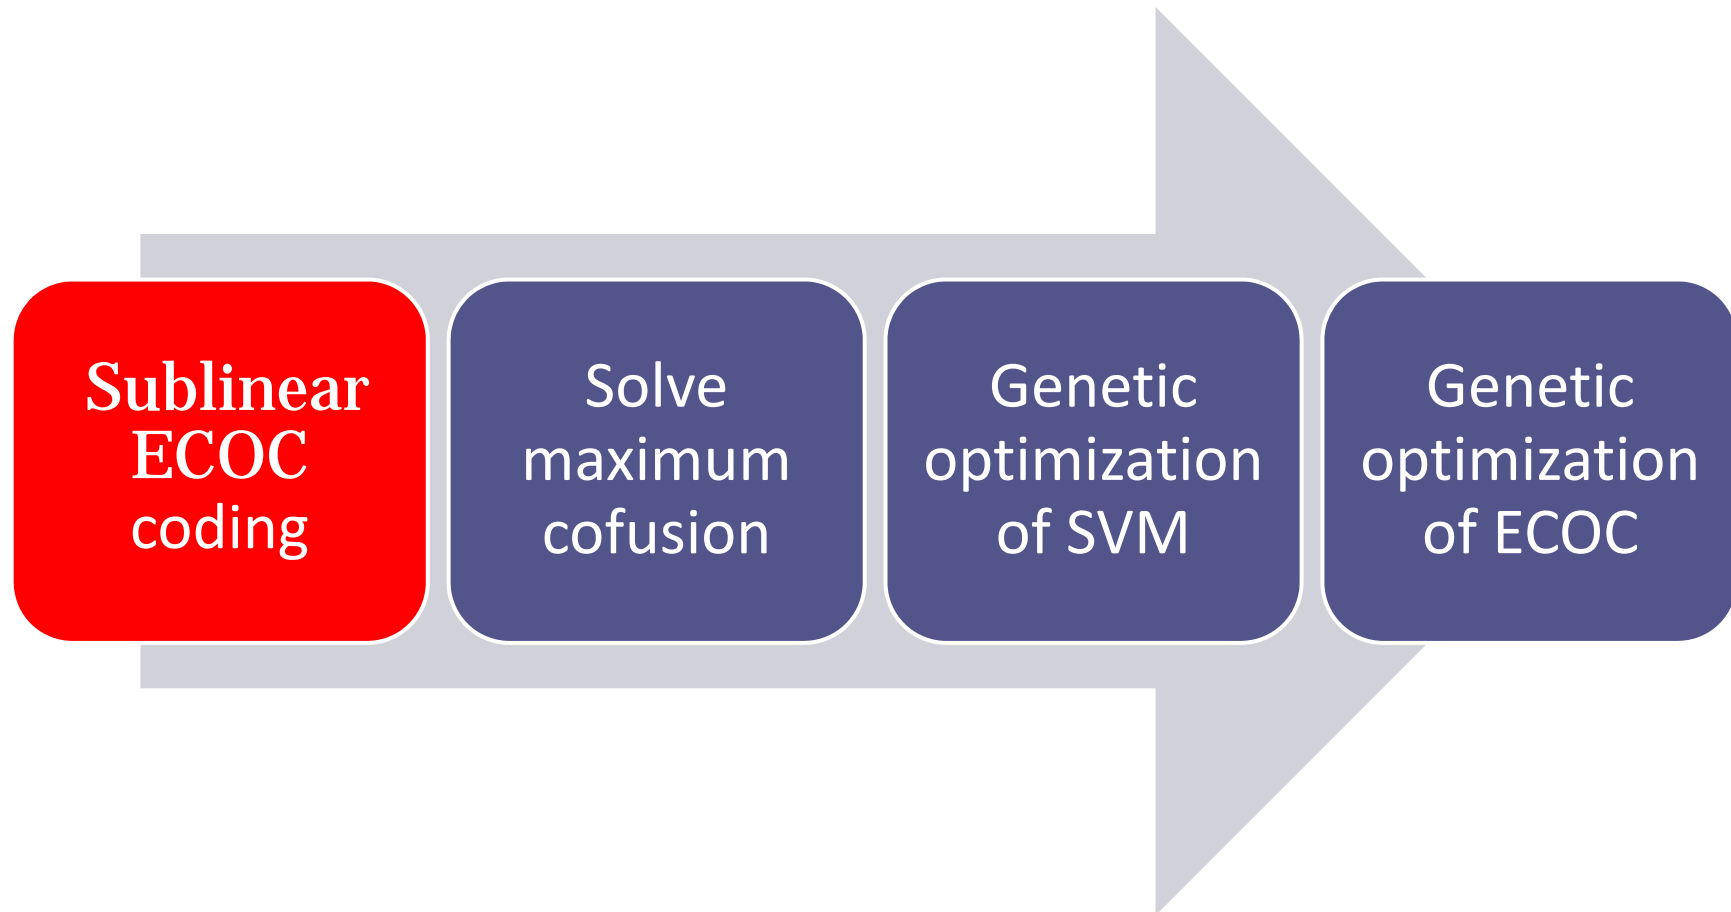 Sublinear
ECOC
coding
Solve
maximum
cofusion
Genetic
optimization
of SVM
Genetic
optimization
of ECOC